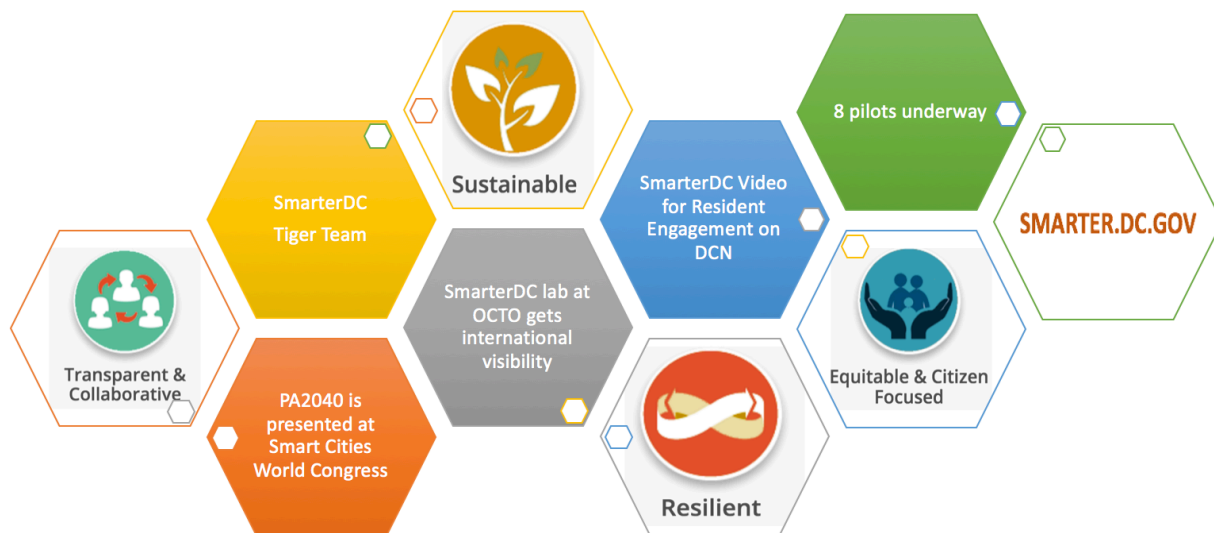 Transparent &
Collaborative
SmarterDC
Tiger Team
PA2040 is
presented at
Smart Cities
World Congress
Sustainable
SmarterDC lab at
OCTO gets
international
visibility
SmarterDC Video
for Resident
Engagement on
DCN
Resilient
8 pilots underway
Equitable & Citizen
Focused
SMARTER.DC.GOV